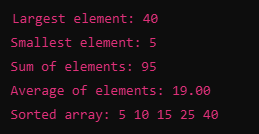 Largest element: 40
Smallest element: 5
Sum of elements: 95
Average of elements: 19.00
Sorted array: 5 10 15 25 40